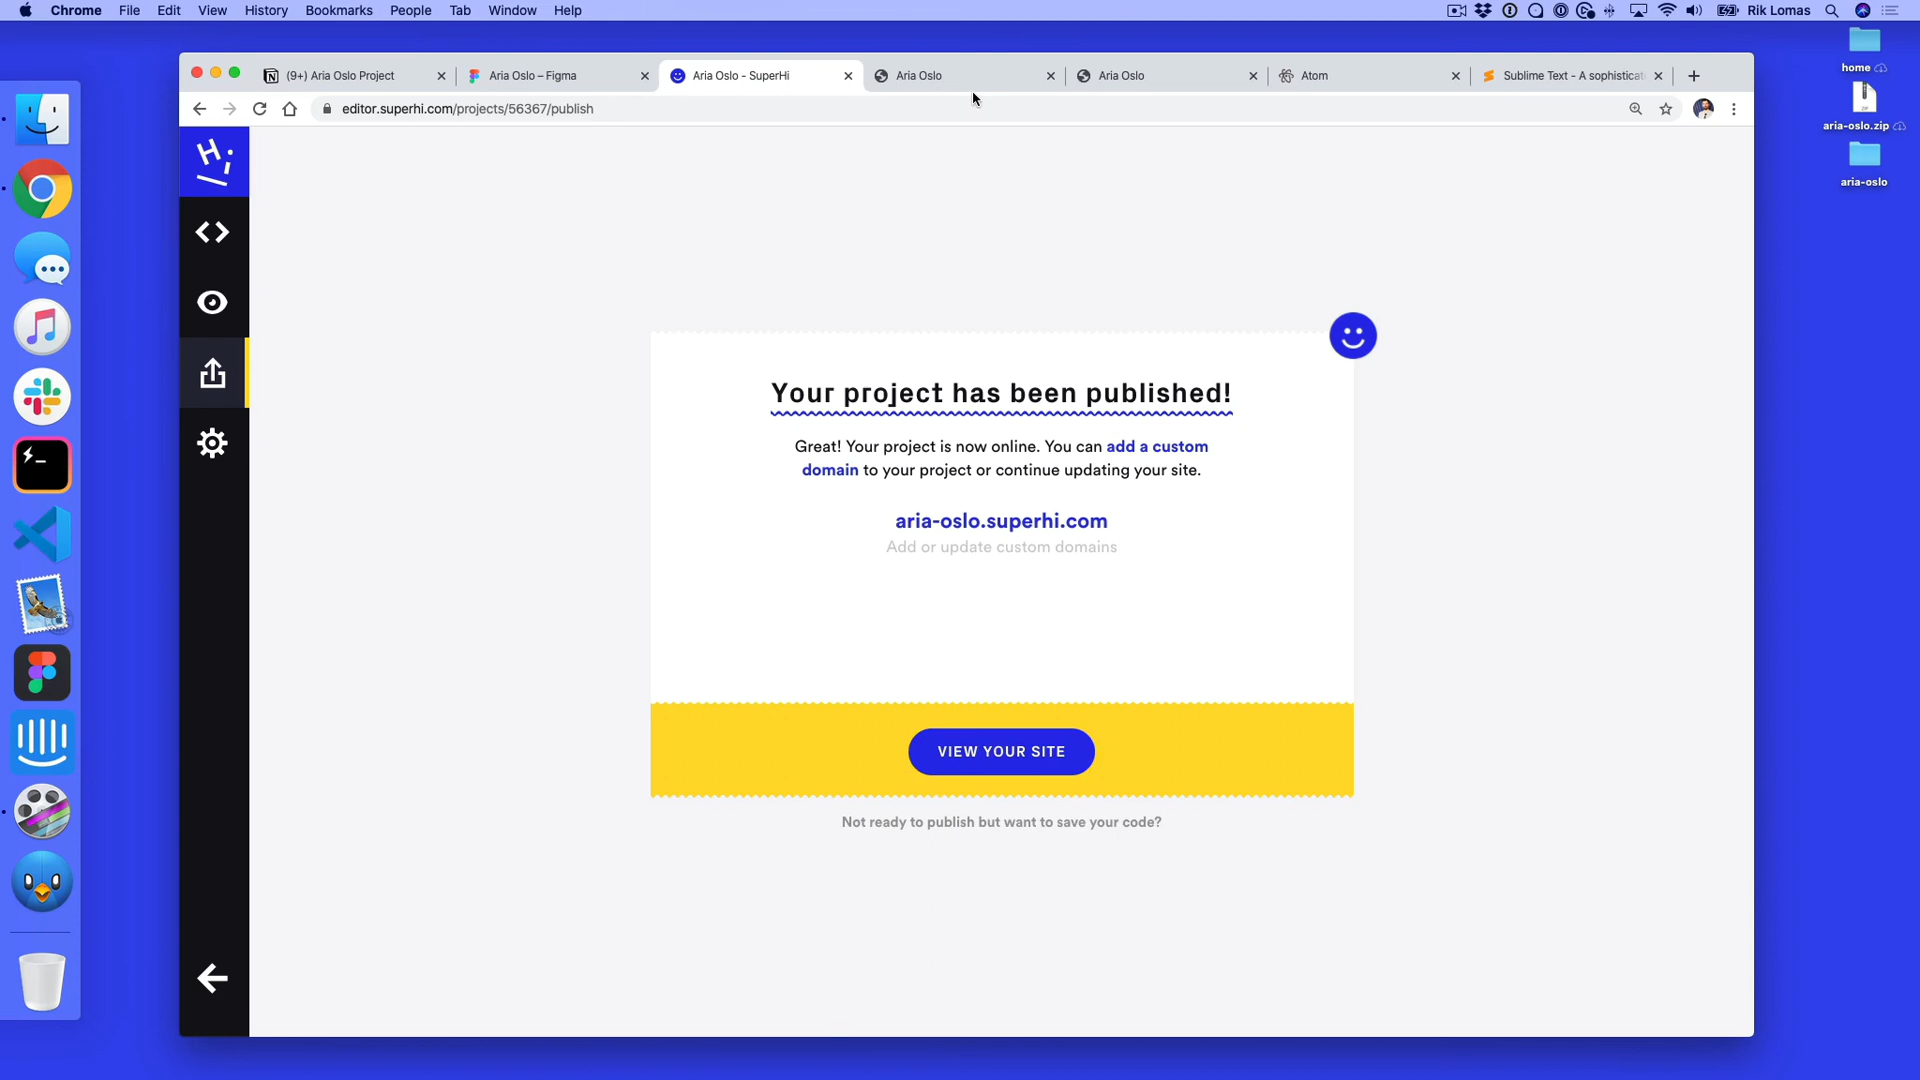 Chrome File Edit View History Bookmarks People Tab Window Help Rik Lomas
home
aria-oslo.zip
aria-oslo
(9+) Aria Oslo Project Aria Oslo – Figma Aria Oslo - SuperHi Aria Oslo Aria Oslo Atom Sublime Text - A sophisticat
editor.superhi.com/projects/56367/publish
Hi
Your project has been published!
Great! Your project is now online. You can add a custom
domain to your project or continue updating your site.
aria-oslo.superhi.com
Add or update custom domains
VIEW YOUR SITE
Not ready to publish but want to save your code?